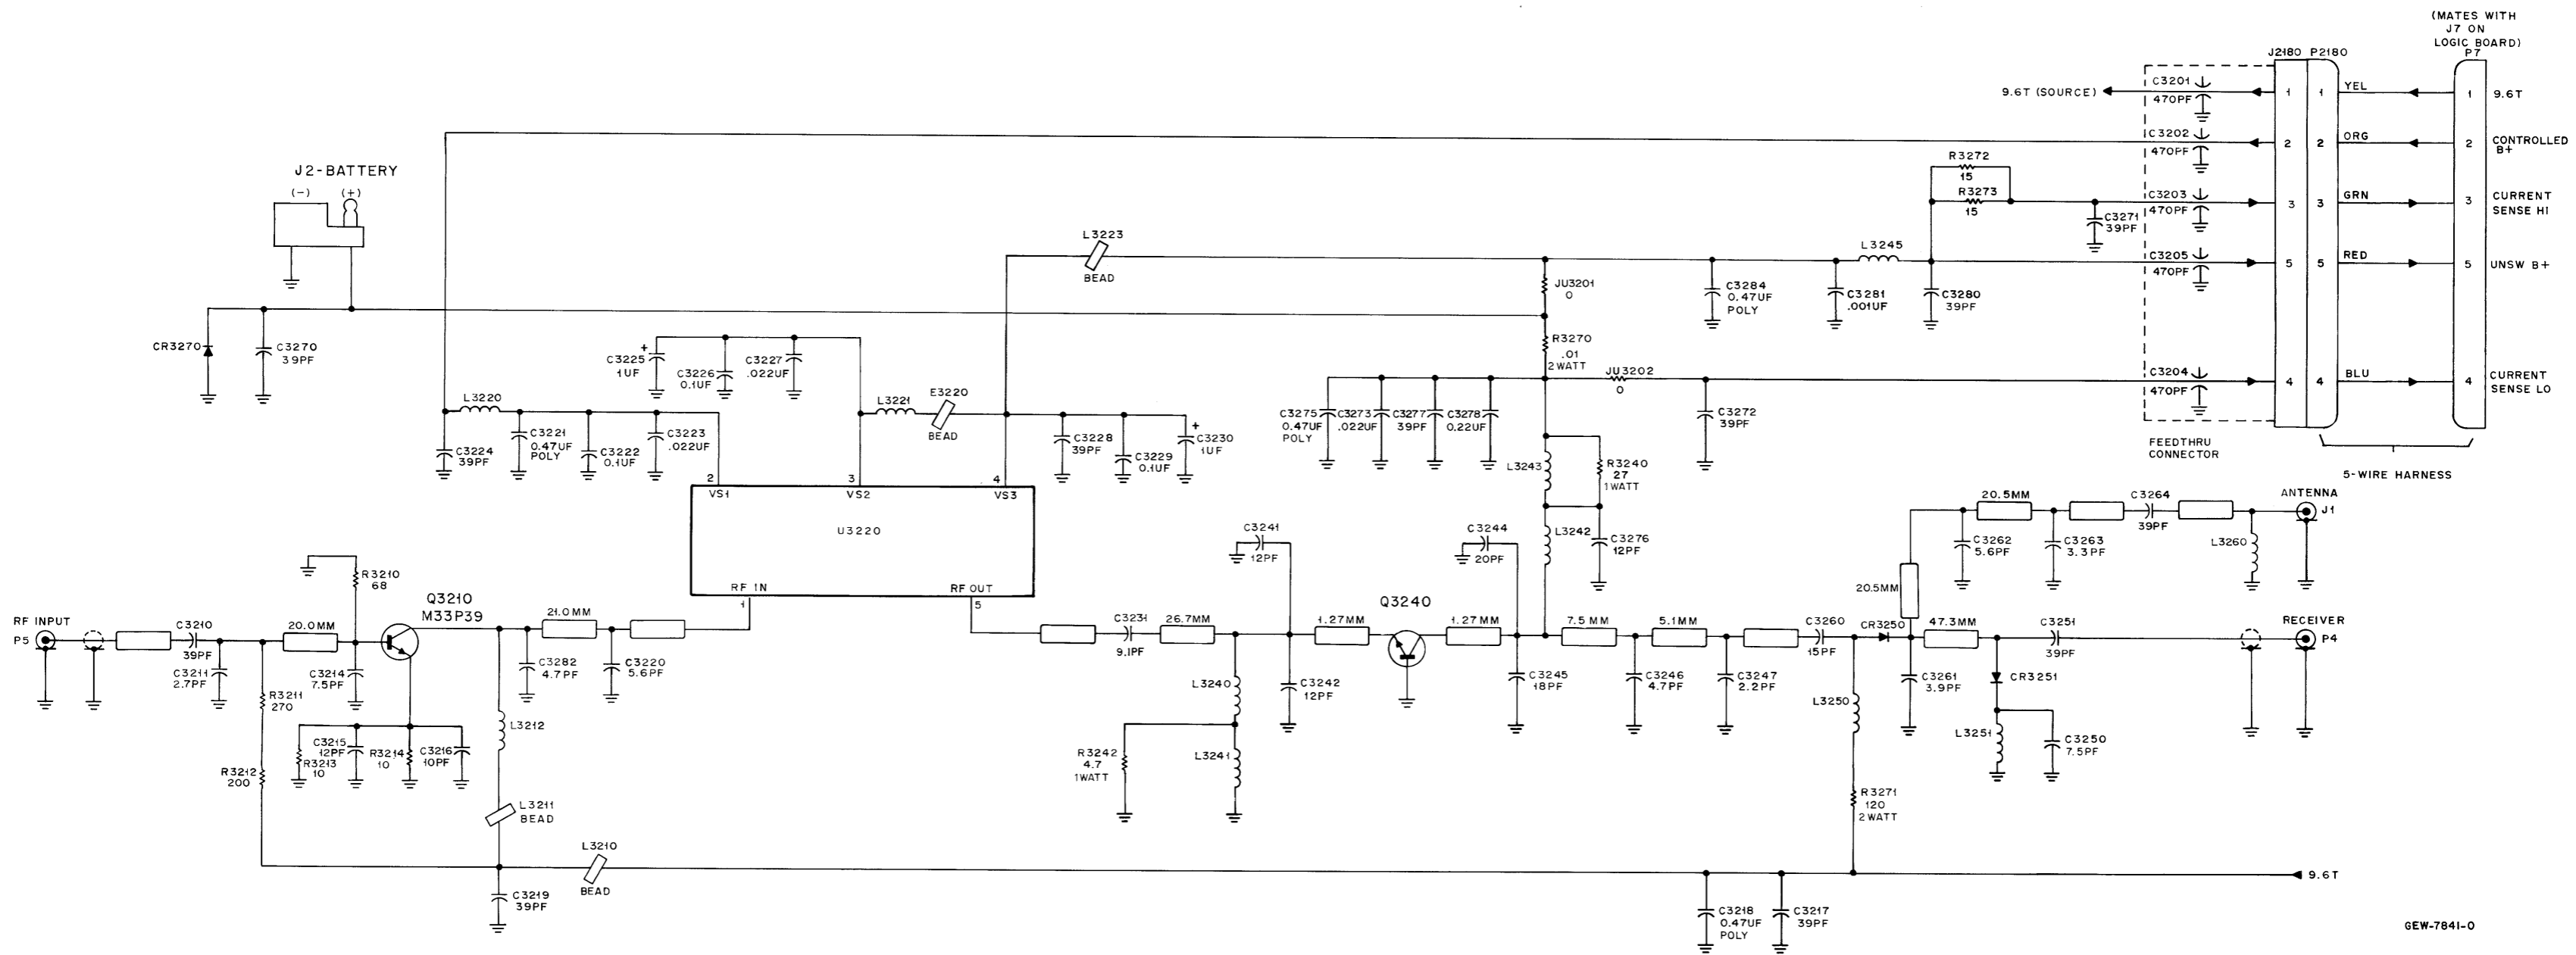 (MATES WITH
J7 ON
LOGIC BOARD)
J2180 P2180
P7
9.6T (SOURCE)
C3201
470PF
1
1
YEL
1
9.6T
C3202
470PF
2
2
ORG
2
CONTROLLED
B+
J2-BATTERY
(-)
(+)
R3272
15
R3273
15
C3271
39PF
C3203
470PF
3
3
GRN
3
CURRENT
SENSE HI
L3223
BEAD
L3245
C3205
470PF
5
5
RED
5
UNSW B+
JU3201
0
C3284
0.47UF
POLY
C3281
.001UF
C3280
39PF
CR3270
C3270
39PF
C3225
+
1UF
C3226
0.1UF
C3227
.022UF
R3270
.01
2WATT
JU3202
0
C3204
470PF
4
4
BLU
4
CURRENT
SENSE LO
L3220
L3221
E3220
BEAD
C3224
39PF
C3221
0.47UF
POLY
C3222
0.1UF
C3223
.022UF
C3228
39PF
C3229
0.1UF
+
C3230
1UF
C3275
0.47UF
POLY
C3273
.022UF
C3277
39PF
C3278
0.22UF
C3272
39PF
FEEDTHRU
CONNECTOR
5-WIRE HARNESS
2
VS1
3
VS2
4
VS3
U3220
RF IN
1
RF OUT
5
L3243
R3240
27
1WATT
L3242
C3276
12PF
C3241
12PF
C3244
20PF
20.5MM
C3264
39PF
ANTENNA
J1
C3262
5.6PF
C3263
3.3PF
L3260
20.5MM
R3210
68
Q3210
M33P39
RF INPUT
P5
C3210
39PF
20.0MM
21.0MM
C3211
2.7PF
C3214
7.5PF
R3211
270
C3282
4.7PF
C3220
5.6PF
C3231
9.1PF
26.7MM
1.27MM
Q3240
1.27MM
7.5MM
5.1MM
C3260
15PF
CR3250
47.3MM
C3251
39PF
RECEIVER
P4
L3240
C3242
12PF
C3245
18PF
C3246
4.7PF
C3247
2.2PF
L3250
C3261
3.9PF
CR3251
L3251
C3250
7.5PF
L3212
C3215
12PF
R3213
10
R3214
10
C3216
10PF
R3212
200
R3242
4.7
1WATT
L3241
R3271
120
2WATT
L3211
BEAD
L3210
BEAD
C3219
39PF
9.6T
C3218
0.47UF
POLY
C3217
39PF
GEW-7841-0